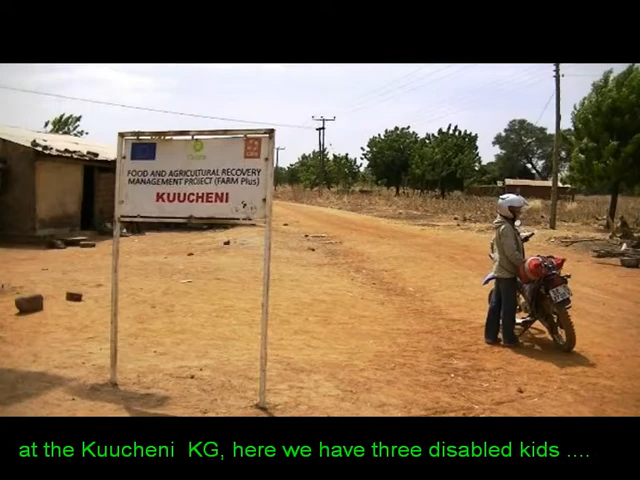 FOOD AND AGRICULTURAL RECOVERY
MANAGEMENT PROJECT (FARM Plus)
KUUCHENI
at the Kuucheni KG, here we have three disabled kids ....